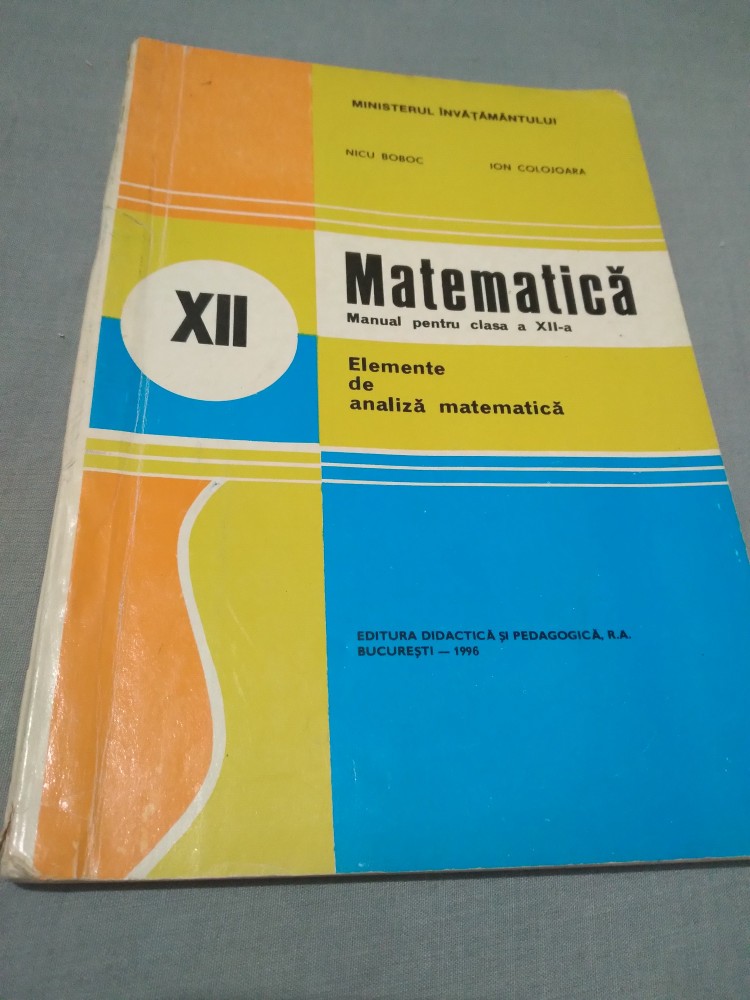 MINISTERUL ÎNVĂȚĂMÂNTULUI
NICU BOBOC ION COLOJOARA
XII
Matematică
Manual pentru clasa a XII-a
Elemente
de
analiză matematică
EDITURA DIDACTICĂ ȘI PEDAGOGICĂ, R.A.
BUCUREȘTI — 1996